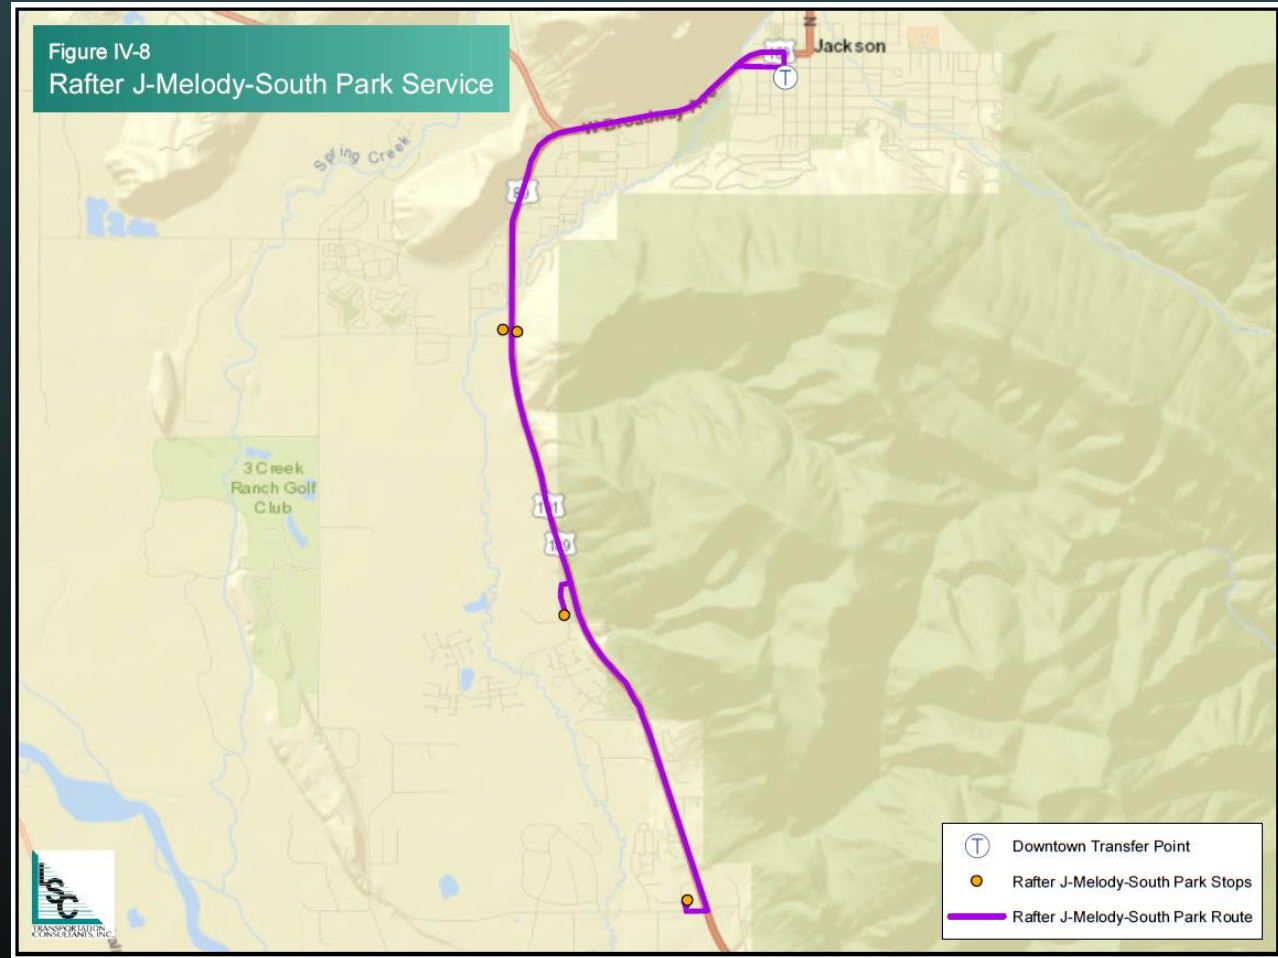 Figure IV-8
Rafter J-Melody-South Park Service
Jackson
W Broadway Ave
Spring Creek
89
3 Creek
Ranch Golf
Club
191
189
T
T
Downtown Transfer Point
Rafter J-Melody-South Park Stops
Rafter J-Melody-South Park Route
LSC
TRANSPORTATION
CONSULTANTS, INC.